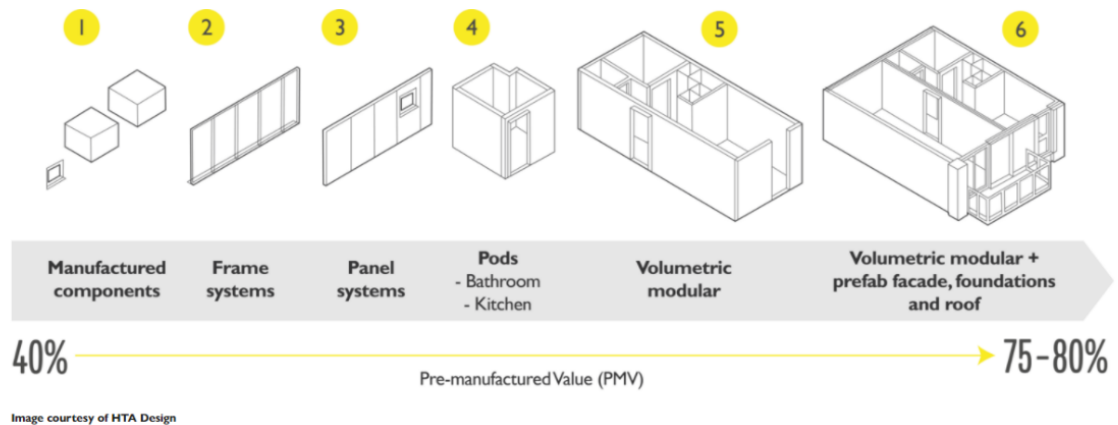 1 2 3 4 5 6
Manufactured
components
Frame
systems
Panel
systems
Pods
- Bathroom
- Kitchen
Volumetric
modular
Volumetric modular +
prefab facade, foundations
and roof
40%
75-80%
Pre-manufactured Value (PMV)
Image courtesy of HTA Design